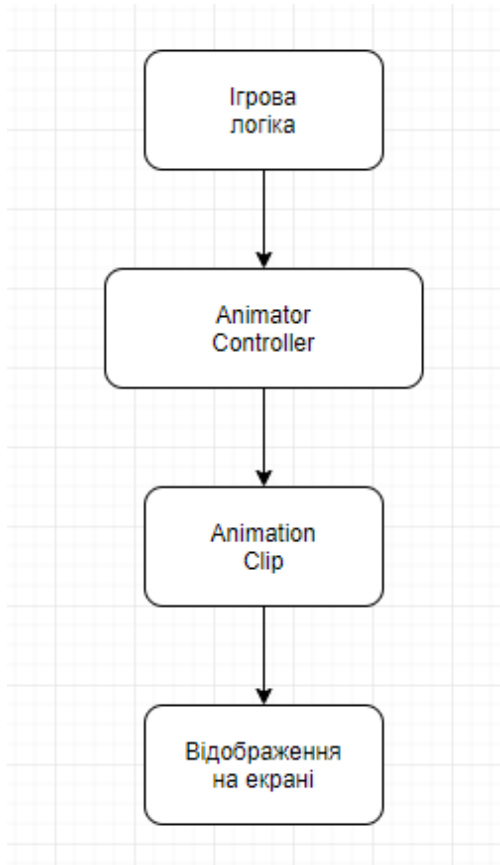 Ігрова
логіка
Animator
Controller
Animation
Clip
Відображення
на екрані